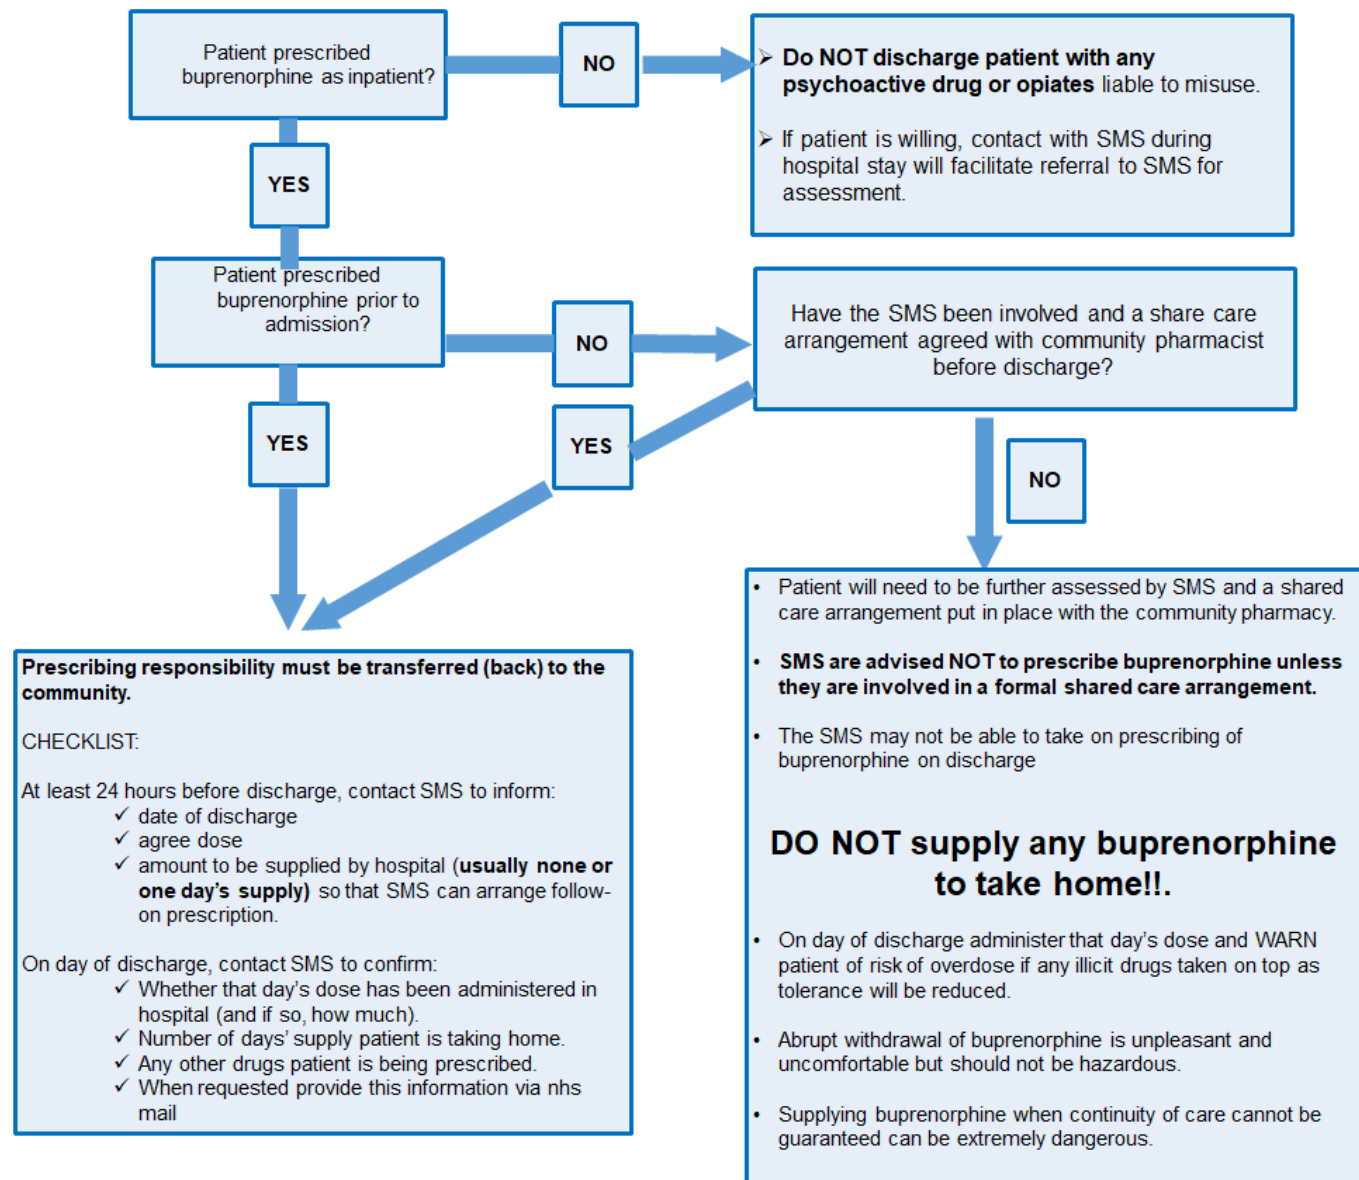 Patient prescribed
buprenorphine as inpatient?
NO
➢ Do NOT discharge patient with any
psychoactive drug or opiates liable to misuse.
➢ If patient is willing, contact with SMS during
hospital stay will facilitate referral to SMS for
assessment.
YES
Patient prescribed
buprenorphine prior to
admission?
NO
Have the SMS been involved and a share care
arrangement agreed with community pharmacist
before discharge?
YES
YES
NO
Prescribing responsibility must be transferred (back) to the
community.
CHECKLIST:
At least 24 hours before discharge, contact SMS to inform:
✓ date of discharge
✓ agree dose
✓ amount to be supplied by hospital (usually none or
one day's supply) so that SMS can arrange follow-
on prescription.
On day of discharge, contact SMS to confirm:
✓ Whether that day's dose has been administered in
hospital (and if so, how much).
✓ Number of days' supply patient is taking home.
✓ Any other drugs patient is being prescribed.
✓ When requested provide this information via nhs
mail
• Patient will need to be further assessed by SMS and a shared
care arrangement put in place with the community pharmacy.
• SMS are advised NOT to prescribe buprenorphine unless
they are involved in a formal shared care arrangement.
• The SMS may not be able to take on prescribing of
buprenorphine on discharge
DO NOT supply any buprenorphine
to take home!!.
• On day of discharge administer that day's dose and WARN
patient of risk of overdose if any illicit drugs taken on top as
tolerance will be reduced.
• Abrupt withdrawal of buprenorphine is unpleasant and
uncomfortable but should not be hazardous.
• Supplying buprenorphine when continuity of care cannot be
guaranteed can be extremely dangerous.